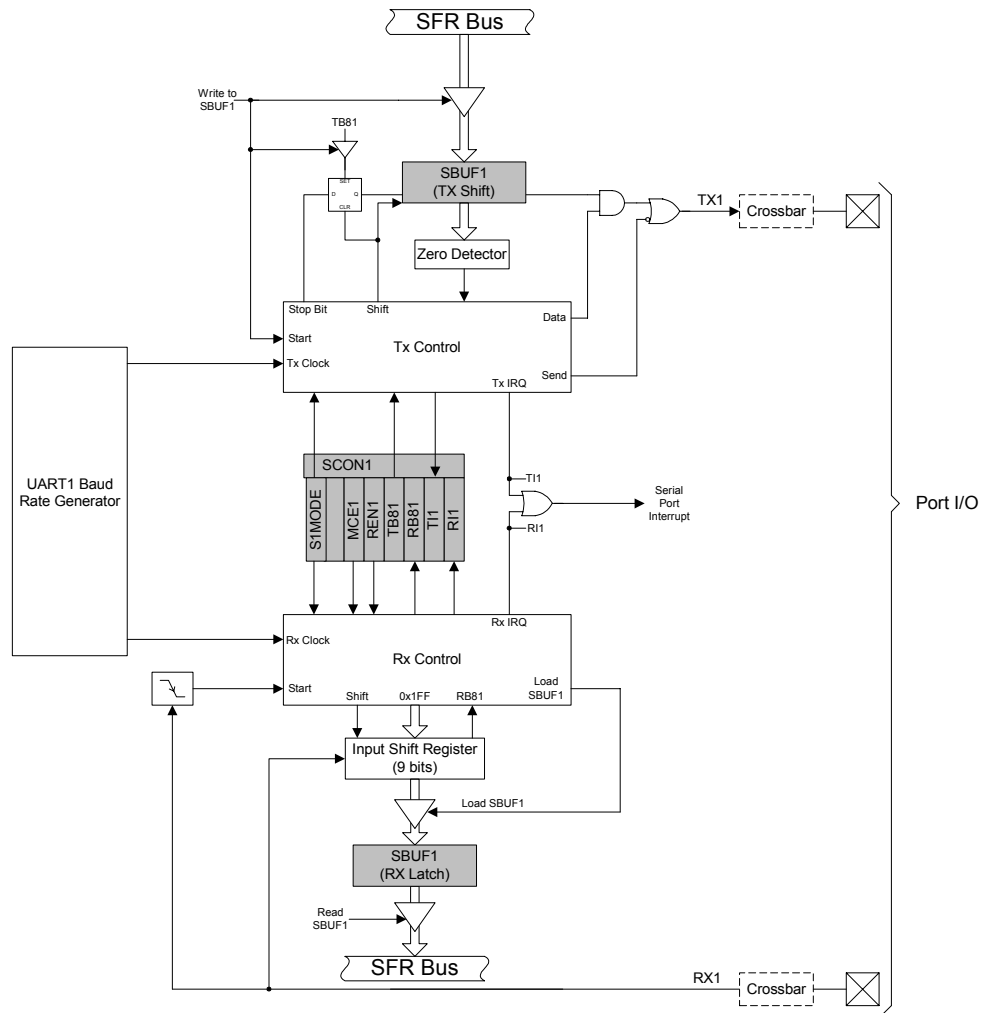 SFR Bus
Write to
SBUF1
TB81
SET
D
Q
CLR
SBUF1
(TX Shift)
TX1
Crossbar
Zero Detector
Stop Bit
Shift
Data
Start
Tx Control
Tx Clock
Send
Tx IRQ
UART1 Baud
Rate Generator
SCON1
S1MODE
MCE1
REN1
TB81
RB81
TI1
RI1
TI1
Serial
Port
Interrupt
RI1
Port I/O
Rx IRQ
Rx Clock
Rx Control
Start
Load
SBUF1
Shift
0x1FF
RB81
Input Shift Register
(9 bits)
Load SBUF1
SBUF1
(RX Latch)
Read
SBUF1
SFR Bus
RX1
Crossbar